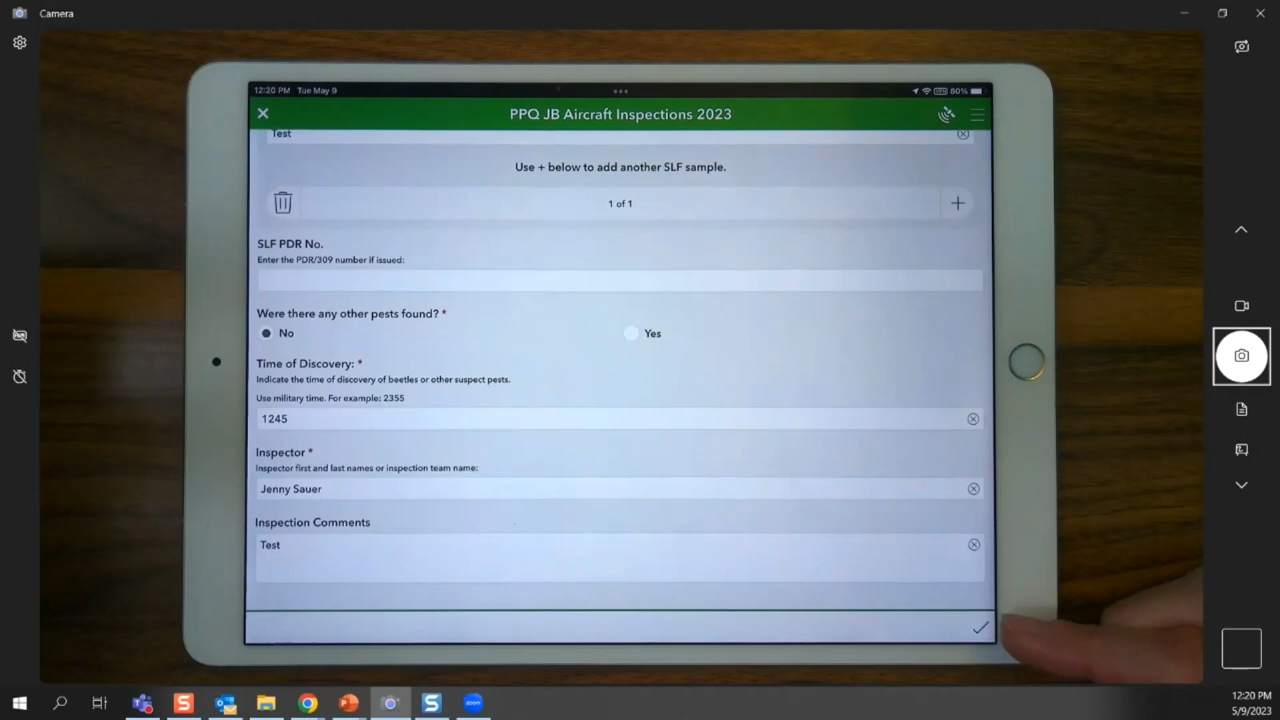 Camera
12:20 PM Tue May 9
80%
PPQ JB Aircraft Inspections 2023
Test
Use + below to add another SLF sample.
1 of 1
SLF PDR No.
Enter the PDR/309 number if issued:
Were there any other pests found? *
No
Yes
Time of Discovery: *
Indicate the time of discovery of beetles or other suspect pests.
Use military time. For example: 2355
1245
Inspector *
Inspector first and last names or inspection team name:
Jenny Sauer
Inspection Comments
Test
12:20 PM
5/9/2023